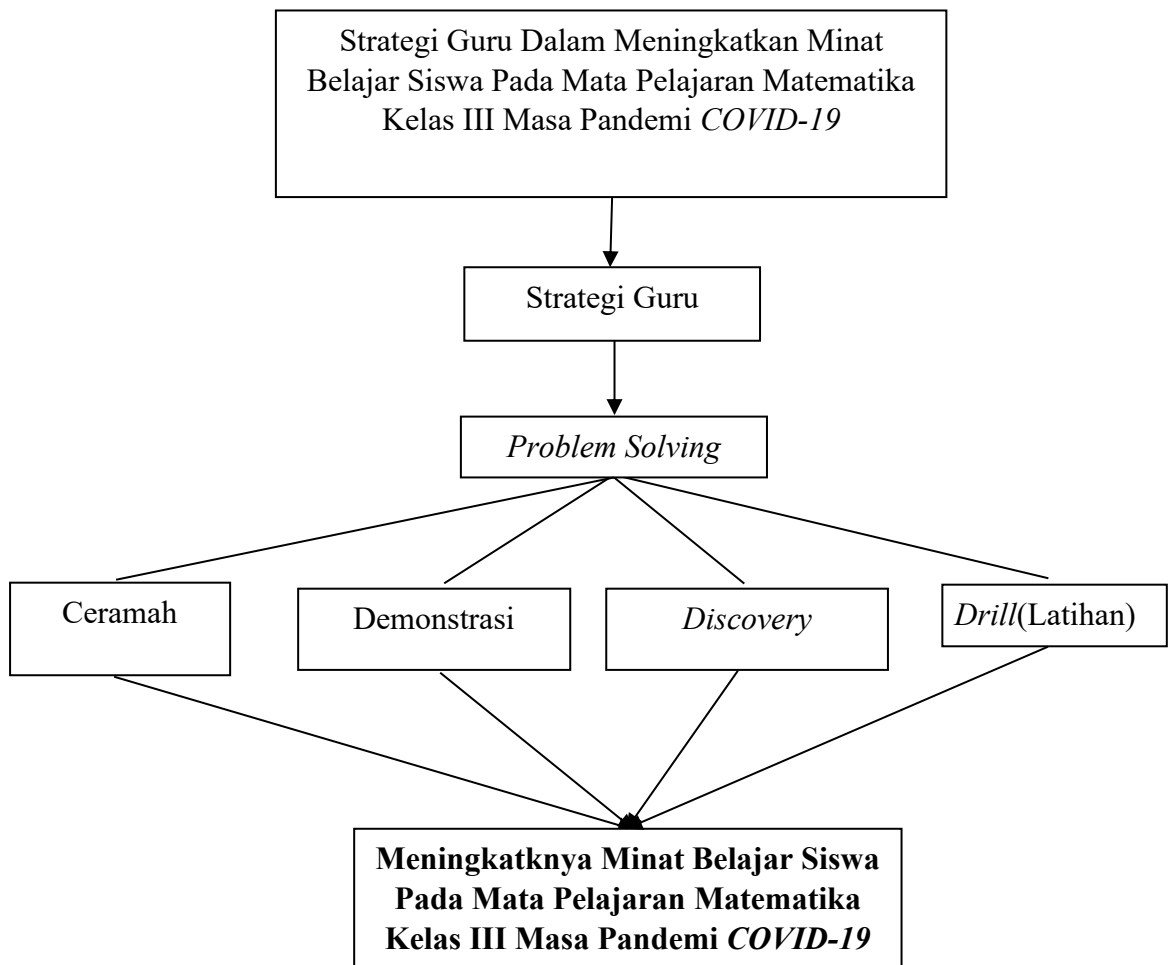 Strategi Guru Dalam Meningkatkan Minat
Belajar Siswa Pada Mata Pelajaran Matematika
Kelas III Masa Pandemi COVID-19
Strategi Guru
Problem Solving
Ceramah
Demonstrasi
Discovery
Drill(Latihan)
Meningkatknya Minat Belajar Siswa
Pada Mata Pelajaran Matematika
Kelas III Masa Pandemi COVID-19